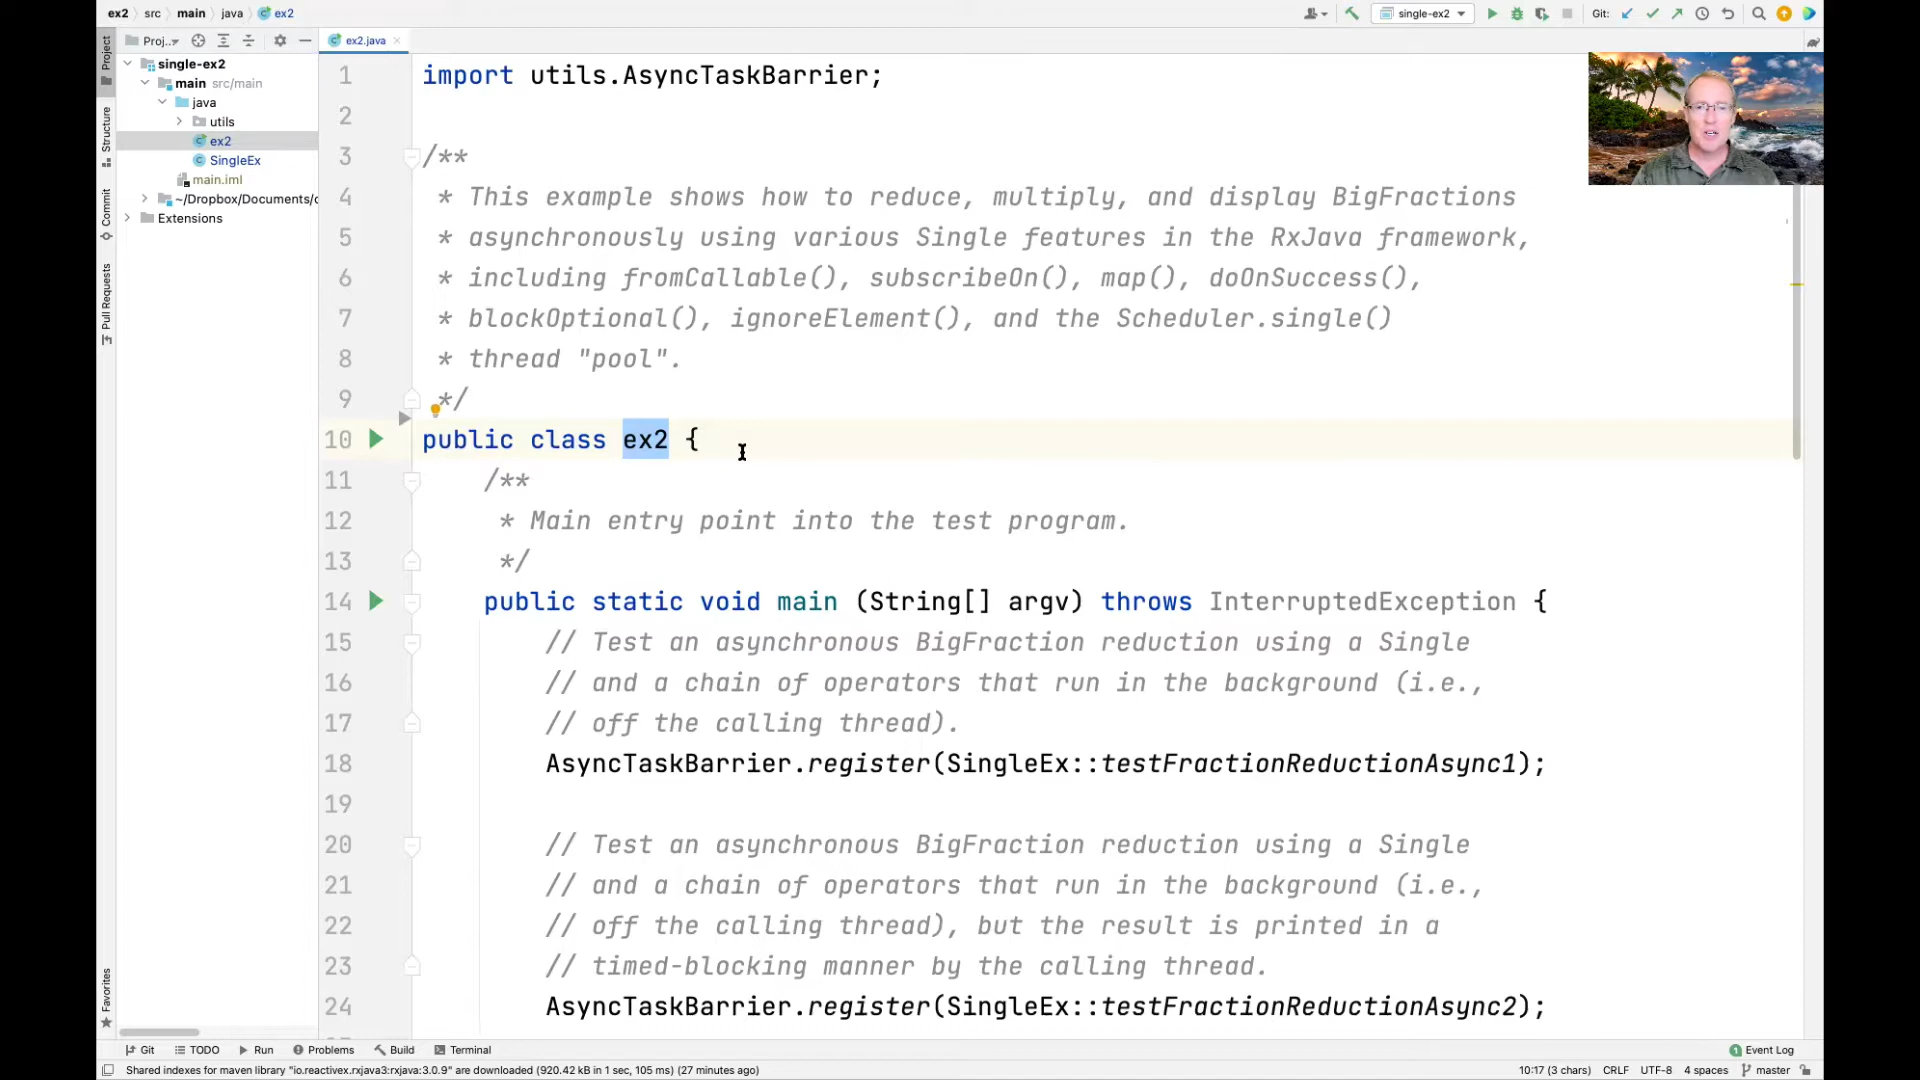 ex2 src main java ex2
single-ex2
Git:
Proj..
ex2.java
Project
Structure
Commit
Pull Requests
Favorites
single-ex2
main src/main
java
utils
ex2
SingleEx
main.iml
~/Dropbox/Documents/c
Extensions
1 import utils.AsyncTaskBarrier;
2
3 /**
4 * This example shows how to reduce, multiply, and display BigFractions
5 * asynchronously using various Single features in the RxJava framework,
6 * including fromCallable(), subscribeOn(), map(), doOnSuccess(),
7 * blockOptional(), ignoreElement(), and the Scheduler.single()
8 * thread "pool".
9 */
10 public class ex2 {
11 /**
12 * Main entry point into the test program.
13 */
14 public static void main (String[] argv) throws InterruptedException {
15 // Test an asynchronous BigFraction reduction using a Single
16 // and a chain of operators that run in the background (i.e.,
17 // off the calling thread).
18 AsyncTaskBarrier.register(SingleEx::testFractionReductionAsync1);
19
20 // Test an asynchronous BigFraction reduction using a Single
21 // and a chain of operators that run in the background (i.e.,
22 // off the calling thread), but the result is printed in a
23 // timed-blocking manner by the calling thread.
24 AsyncTaskBarrier.register(SingleEx::testFractionReductionAsync2);
Git TODO Run Problems Build Terminal
1 Event Log
Shared indexes for maven library "io.reactivex.rxjava3:rxjava:3.0.9" are downloaded (920.42 kB in 1 sec, 105 ms) (27 minutes ago)
10:17 (3 chars) CRLF UTF-8 4 spaces master